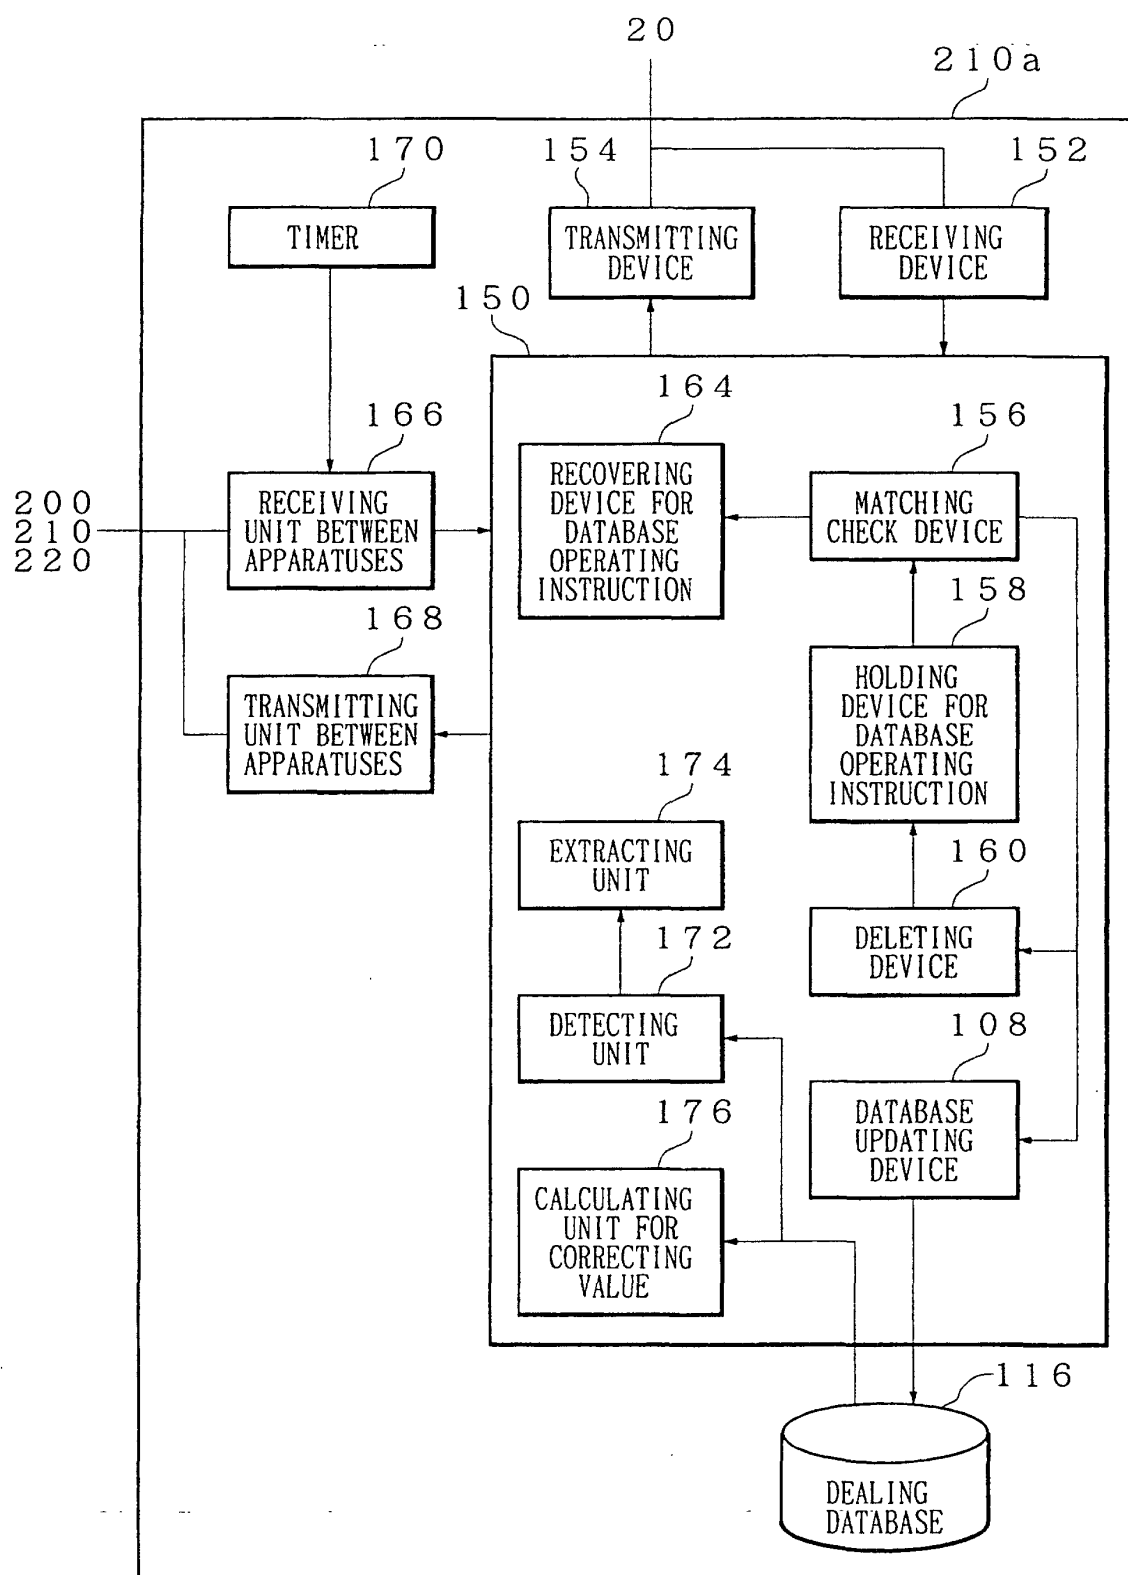 20
210a
170
154
152
TIMER
TRANSMITTING
DEVICE
RECEIVING
DEVICE
150
164
156
166
RECOVERING
DEVICE FOR
DATABASE
OPERATING
INSTRUCTION
MATCHING
CHECK DEVICE
200
210
220
RECEIVING
UNIT BETWEEN
APPARATUSES
158
168
HOLDING
DEVICE FOR
DATABASE
OPERATING
INSTRUCTION
TRANSMITTING
UNIT BETWEEN
APPARATUSES
174
EXTRACTING
UNIT
160
172
DELETING
DEVICE
DETECTING
UNIT
108
176
DATABASE
UPDATING
DEVICE
CALCULATING
UNIT FOR
CORRECTING
VALUE
116
DEALING
DATABASE